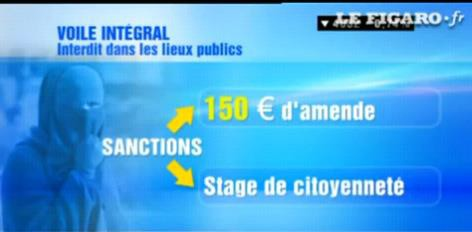 LE FIGARO·fr
VOILE INTÉGRAL
Interdit dans les lieux publics
150 € d'amende
SANCTIONS
Stage de citoyenneté